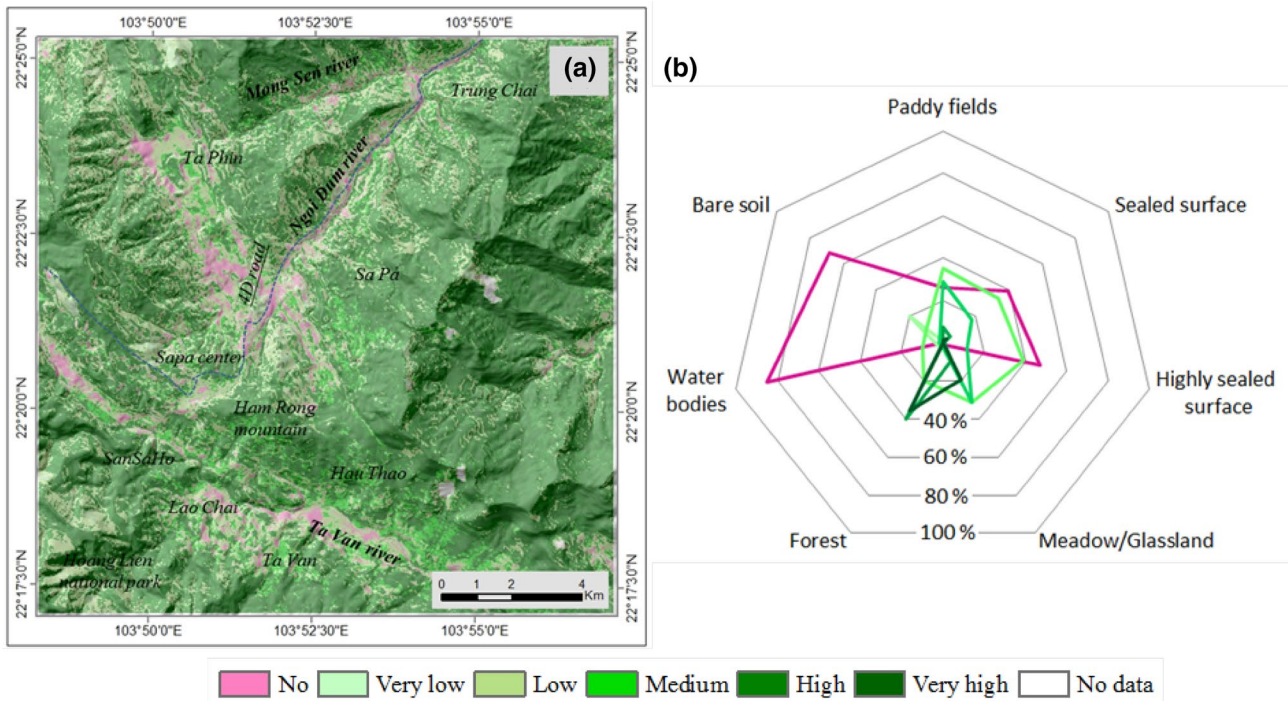 103°50'0"E
103°52'30"E
103°55'0"E
22°25'0"N
22°22'30"N
22°20'0"N
22°17'30"N
(a)
Mong Sen river
Trung Chai
Ta Phin
Ngoi Dum river
4D road
Sa Pả
Sapa center
Ham Rong
mountain
SanSaHo
Hau Thao
Lao Chai
Ta Van river
Ta Van
Hoang Lien
national park
0 1 2 4
Km
22°25'0"N
22°22'30"N
22°20'0"N
22°17'30"N
103°50'0"E
103°52'30"E
103°55'0"E
(b)
Paddy fields
Bare soil
Sealed surface
Water
bodies
Highly sealed
surface
40 %
60 %
80 %
100 %
Forest
Meadow/Glassland
No
Very low
Low
Medium
High
Very high
No data